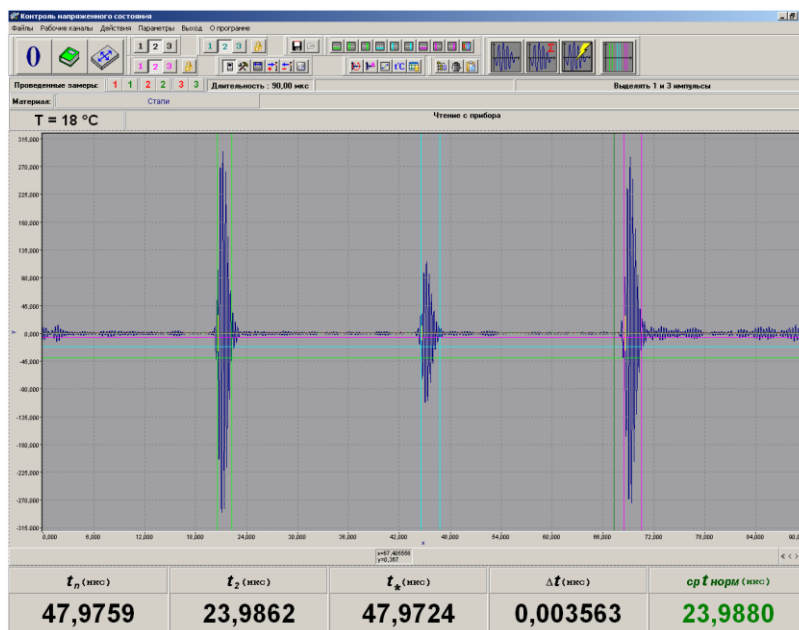 Контроль напряженного состояния
Файлы Рабочие каналы Действия Параметры Выход О программе
0 1 2 3 1 2 3
1 2 3 t°C
Проведенные замеры: 1 1 2 2 3 3 Длительность : 90,00 мкс Выделять 1 и 3 импульсы
Материал: Стали
T = 18 °C Чтение с прибора
315,000
270,000
225,000
180,000
135,000
90,000
45,000
0,000
-45,000
-90,000
-135,000
-180,000
-225,000
-270,000
-315,000
0,000 6,000 12,000 18,000 24,000 30,000 36,000 42,000 48,000 54,000 60,000 66,000 72,000 78,000 84,000 90,00
x
y=0,367
tn (мкс) t2 (мкс) t* (мкс) Δt (мкс) ср t норм (мкс)
47,9759 23,9862 47,9724 0,003563 23,9880